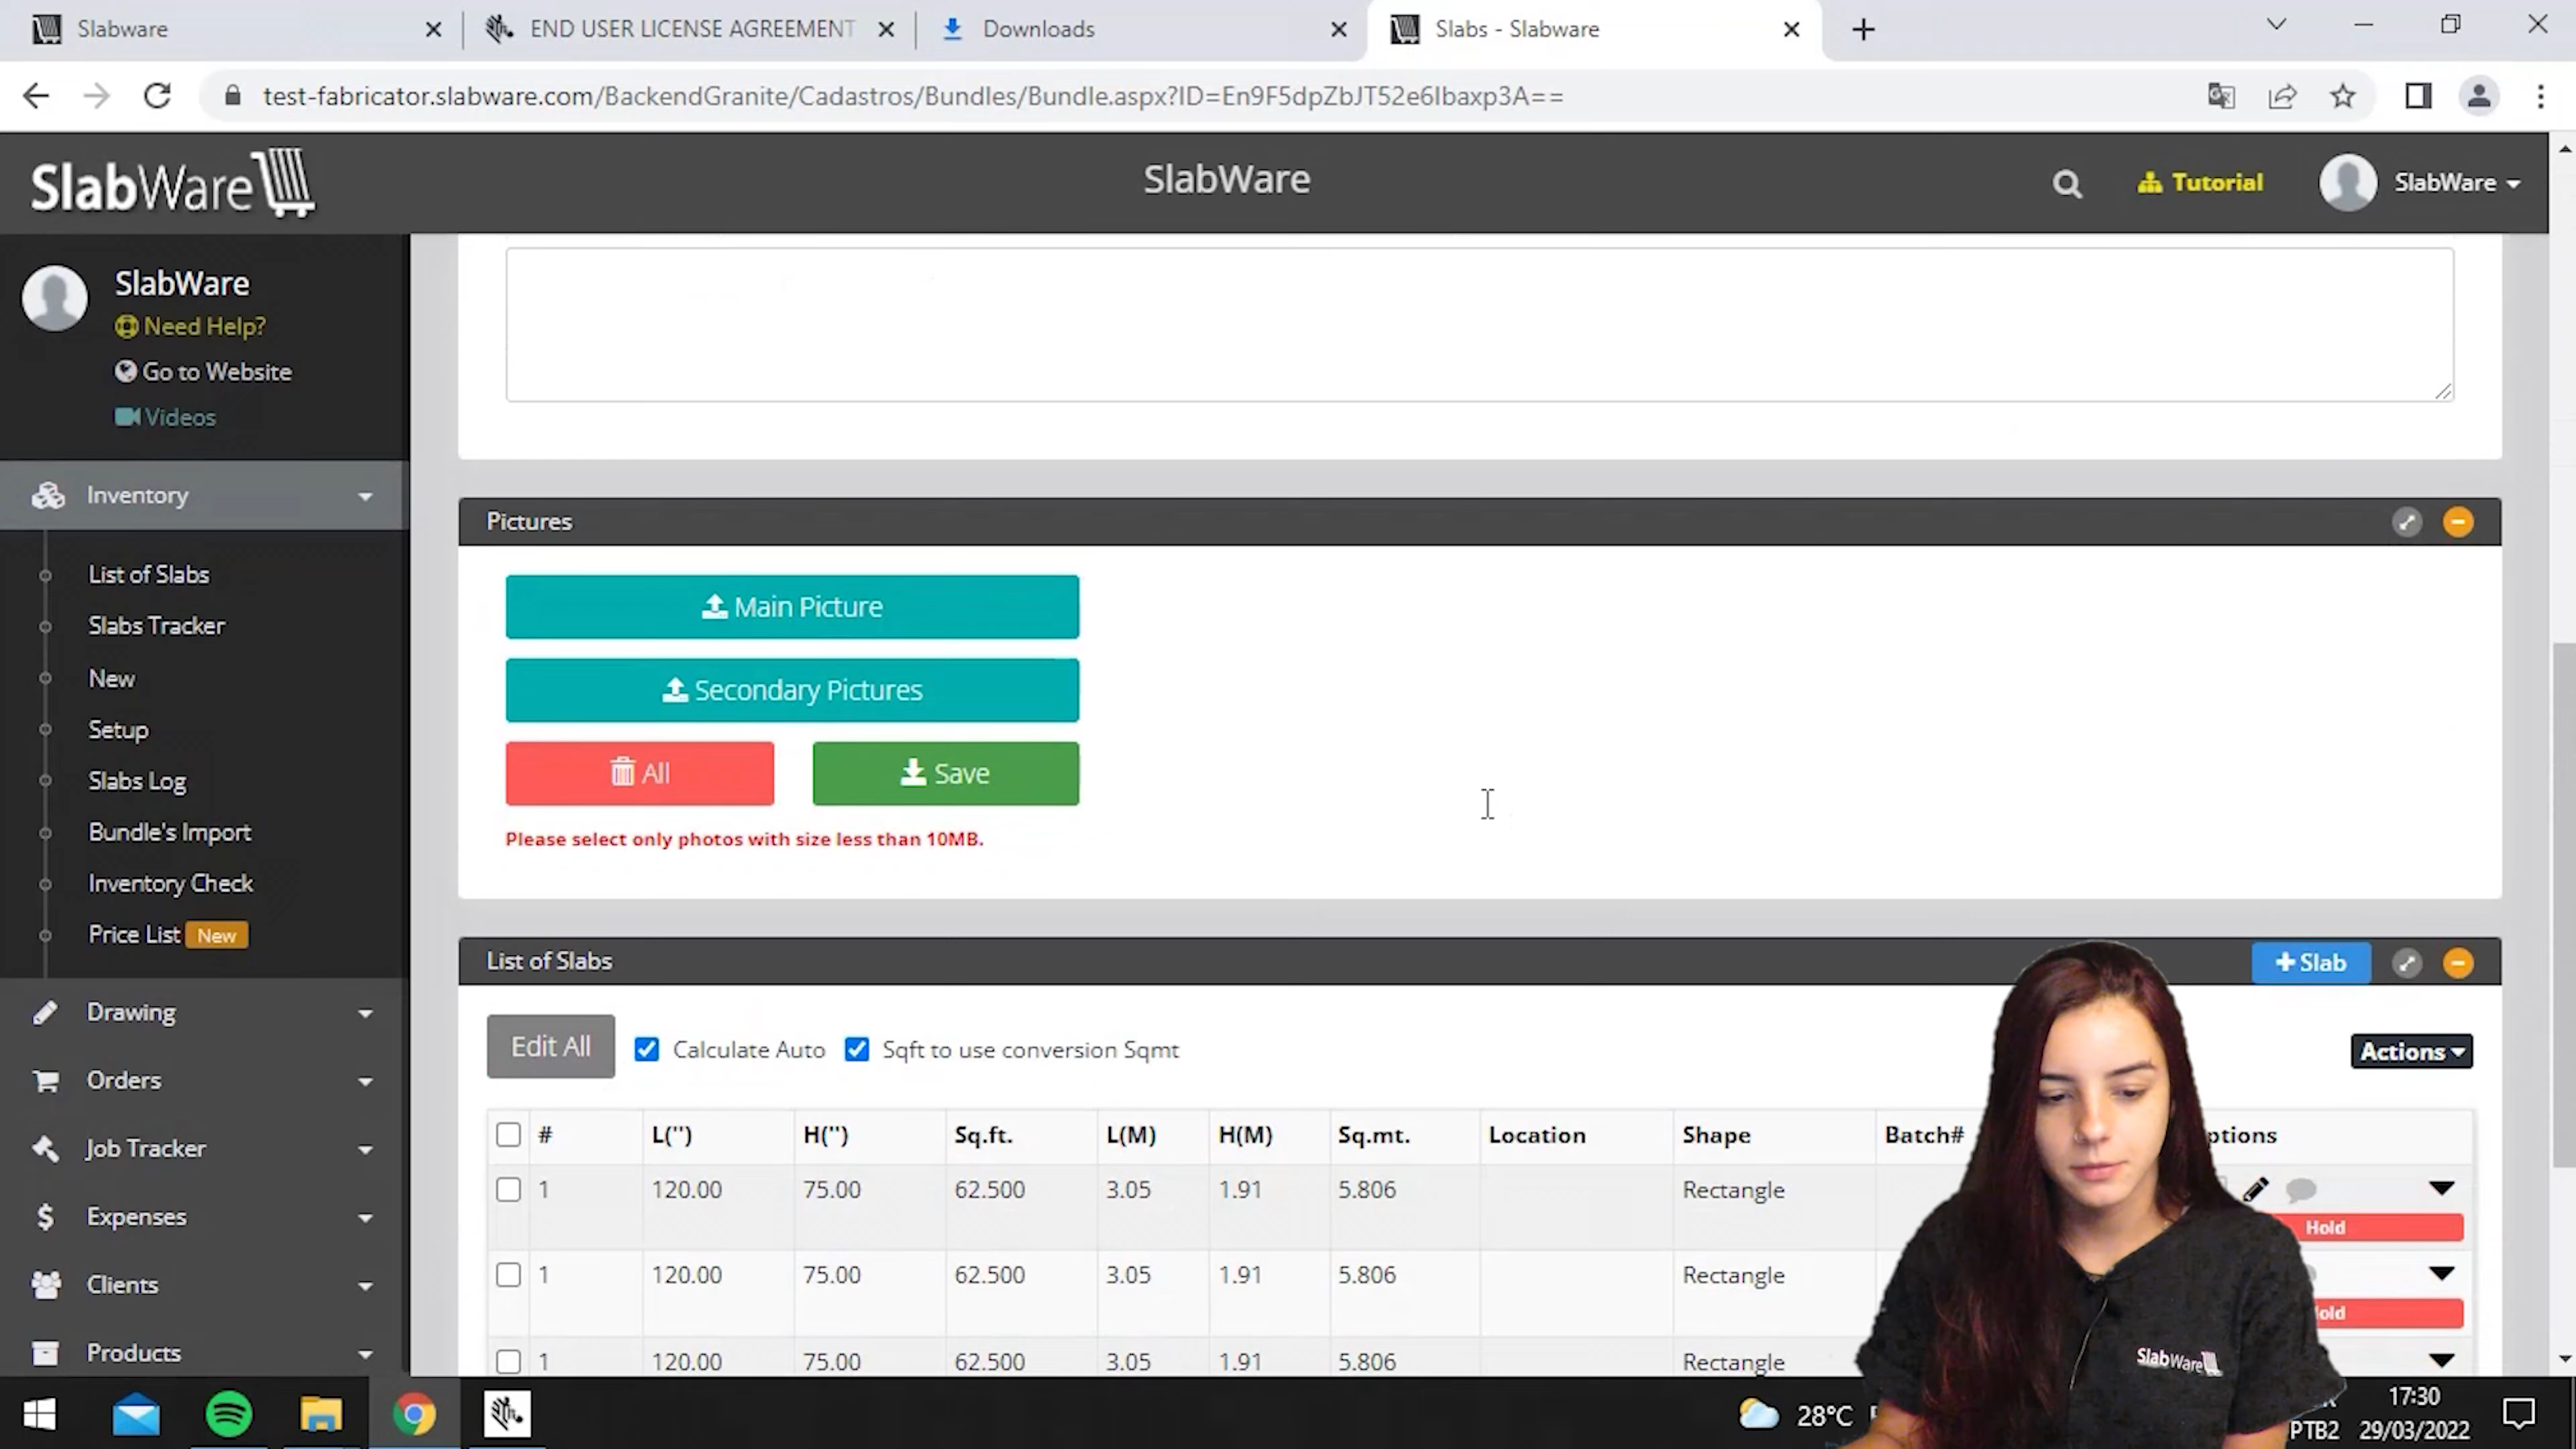 Slabware
END USER LICENSE AGREEMENT
Downloads
Slabs - Slabware
test-fabricator.slabware.com/BackendGranite/Cadastros/Bundles/Bundle.aspx?ID=En9F5dpZbJT52e6Ibaxp3A==
SlabWare
SlabWare
Tutorial
SlabWare
SlabWare
Need Help?
Go to Website
Videos
Inventory
List of Slabs
Slabs Tracker
New
Setup
Slabs Log
Bundle's Import
Inventory Check
Price List New
Drawing
Orders
Job Tracker
Expenses
Clients
Products
Pictures
Main Picture
Secondary Pictures
All Save
Please select only photos with size less than 10MB.
List of Slabs + Slab
Edit All Calculate Auto Sqft to use conversion Sqmt Actions
# L('') H('') Sq.ft. L(M) H(M) Sq.mt. Location Shape Batch# ptions
1 120.00 75.00 62.500 3.05 1.91 5.806 Rectangle
Hold
1 120.00 75.00 62.500 3.05 1.91 5.806 Rectangle
old
1 120.00 75.00 62.500 3.05 1.91 5.806 Rectangle
SlabWare
28°C
17:30
PTB2 29/03/2022